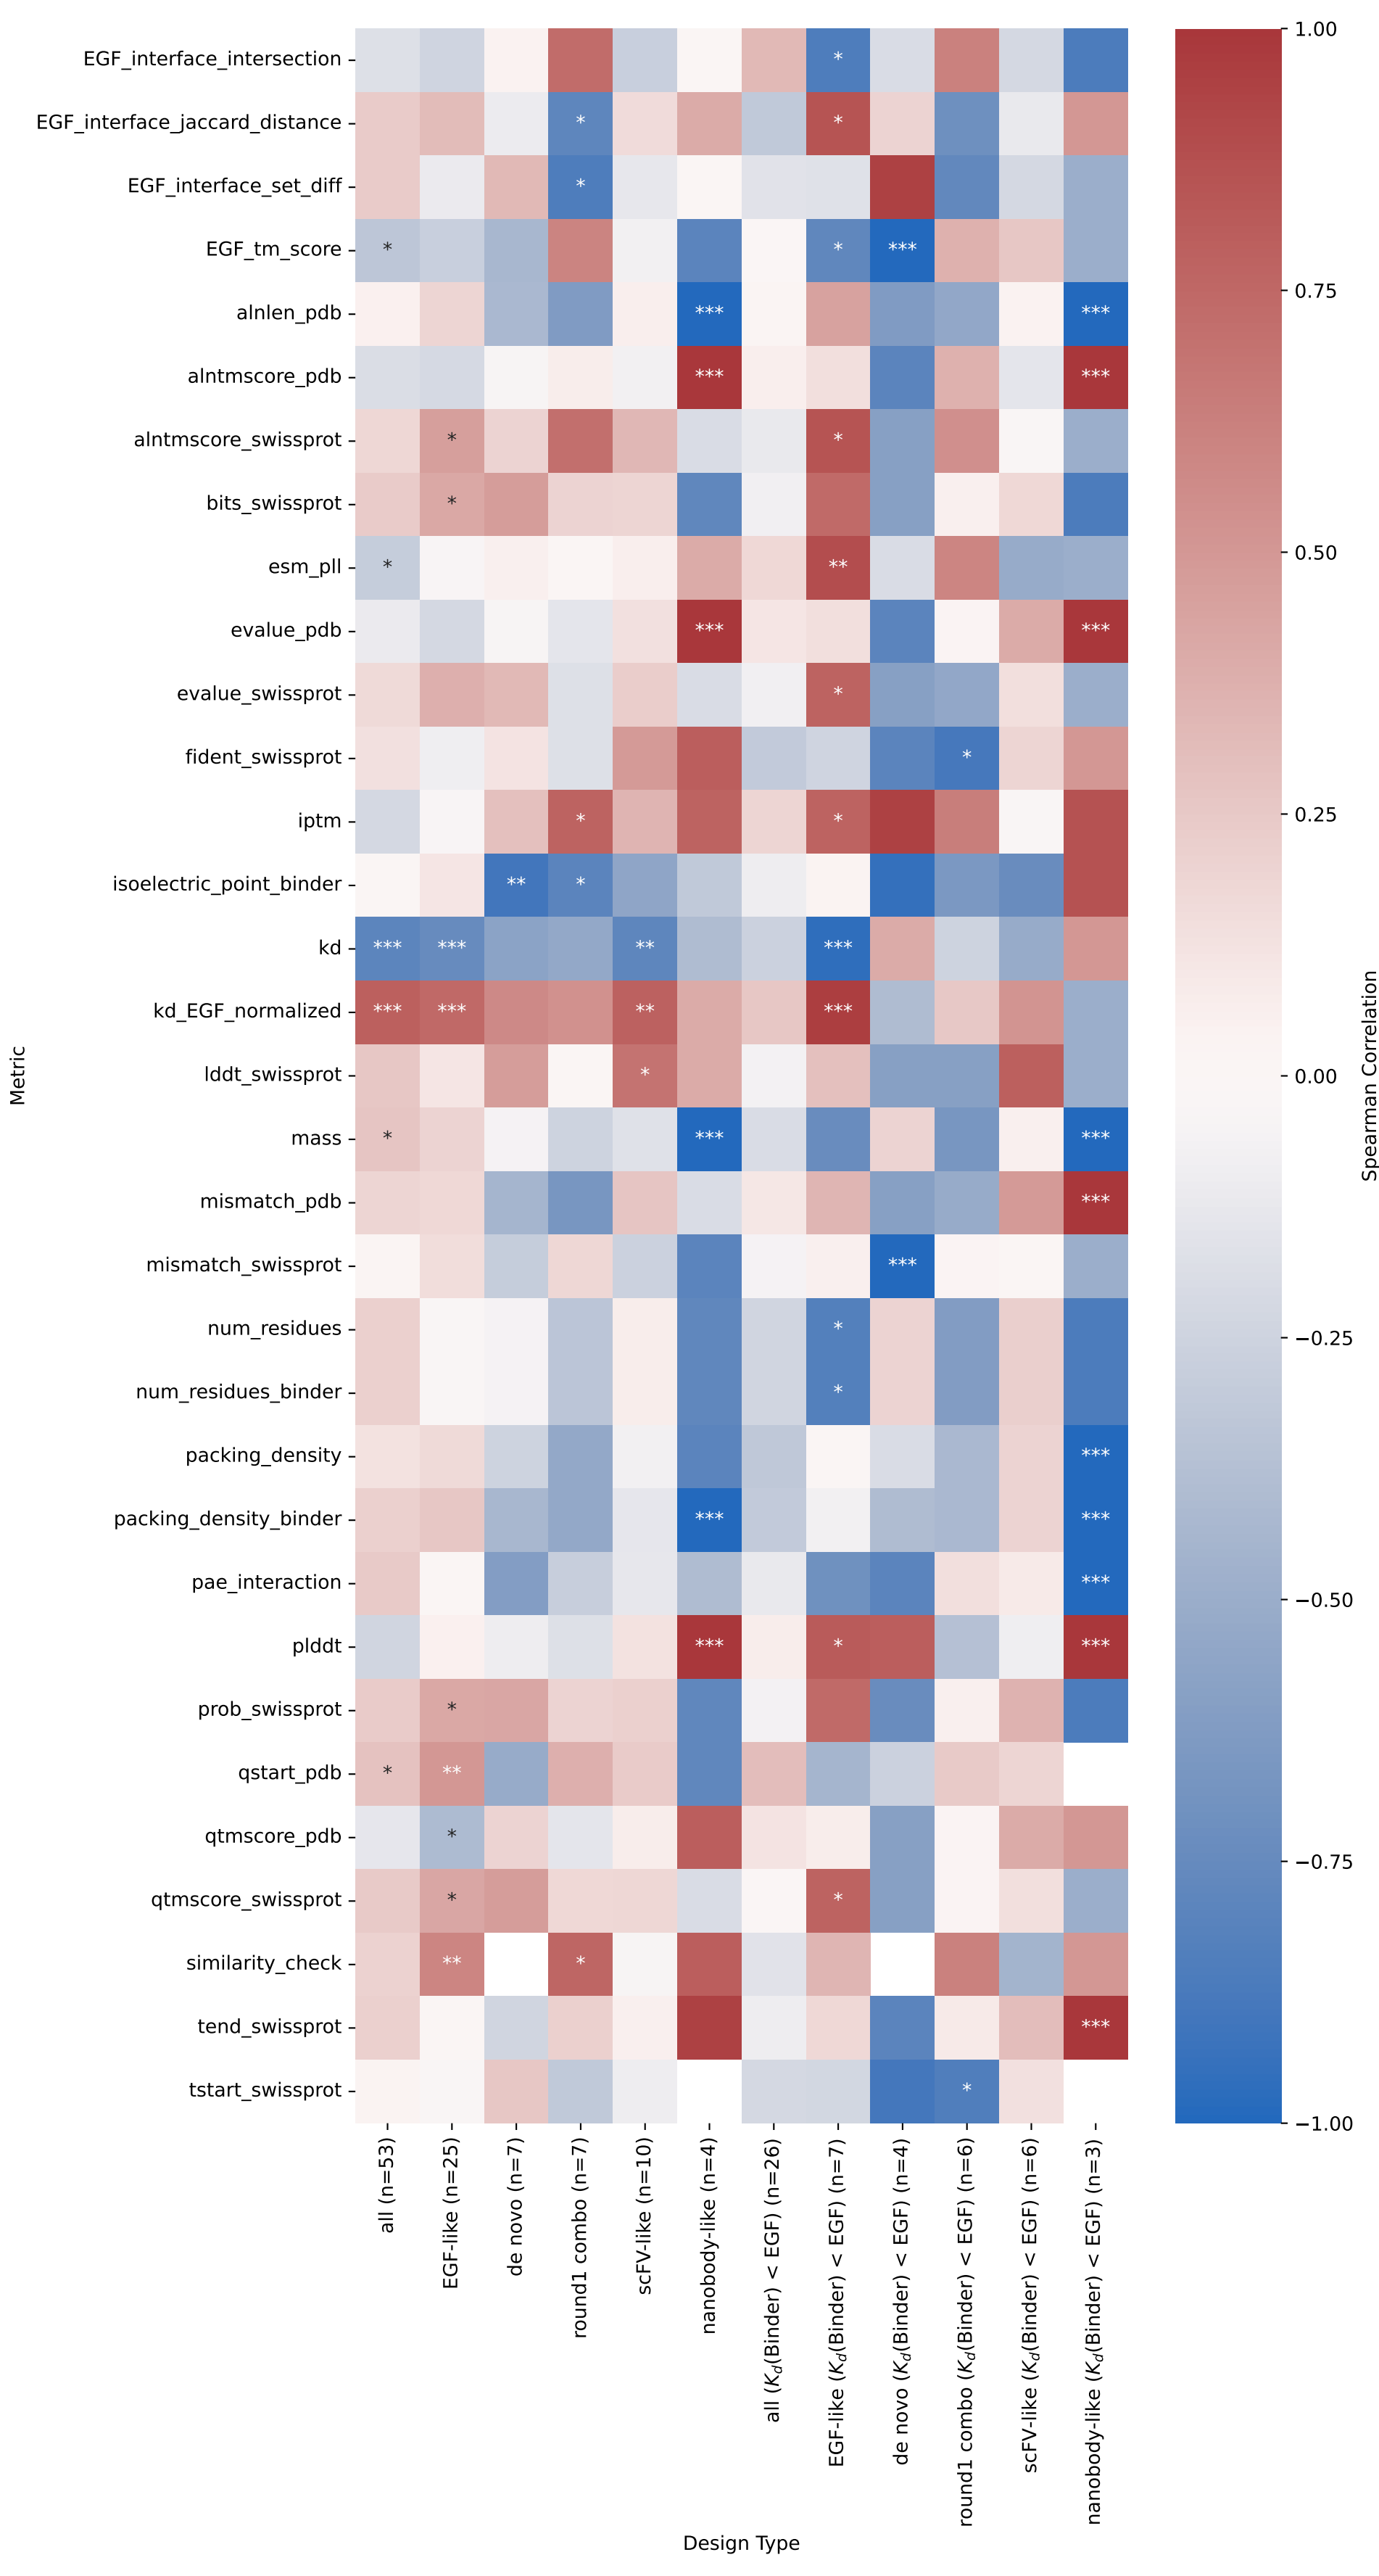 EGF_interface_intersection *
EGF_interface_jaccard_distance * *
EGF_interface_set_diff *
EGF_tm_score * * ***
alnlen_pdb *** ***
alntmscore_pdb *** ***
alntmscore_swissprot * *
bits_swissprot *
esm_pll * **
evalue_pdb *** ***
evalue_swissprot *
fident_swissprot *
iptm * *
isoelectric_point_binder ** *
kd *** *** ** ***
kd_EGF_normalized *** *** ** ***
lddt_swissprot *
mass * *** ***
mismatch_pdb ***
mismatch_swissprot ***
num_residues *
num_residues_binder *
packing_density ***
packing_density_binder *** ***
pae_interaction ***
plddt *** * ***
prob_swissprot *
qstart_pdb * **
qtmscore_pdb *
qtmscore_swissprot * *
similarity_check ** *
tend_swissprot ***
tstart_swissprot *
Metric
all (n=53)
EGF-like (n=25)
de novo (n=7)
round1 combo (n=7)
scFV-like (n=10)
nanobody-like (n=4)
all (K_d(Binder) < EGF) (n=26)
EGF-like (K_d(Binder) < EGF) (n=7)
de novo (K_d(Binder) < EGF) (n=4)
round1 combo (K_d(Binder) < EGF) (n=6)
scFV-like (K_d(Binder) < EGF) (n=6)
nanobody-like (K_d(Binder) < EGF) (n=3)
Design Type
1.00
0.75
0.50
0.25
0.00
−0.25
−0.50
−0.75
−1.00
Spearman Correlation